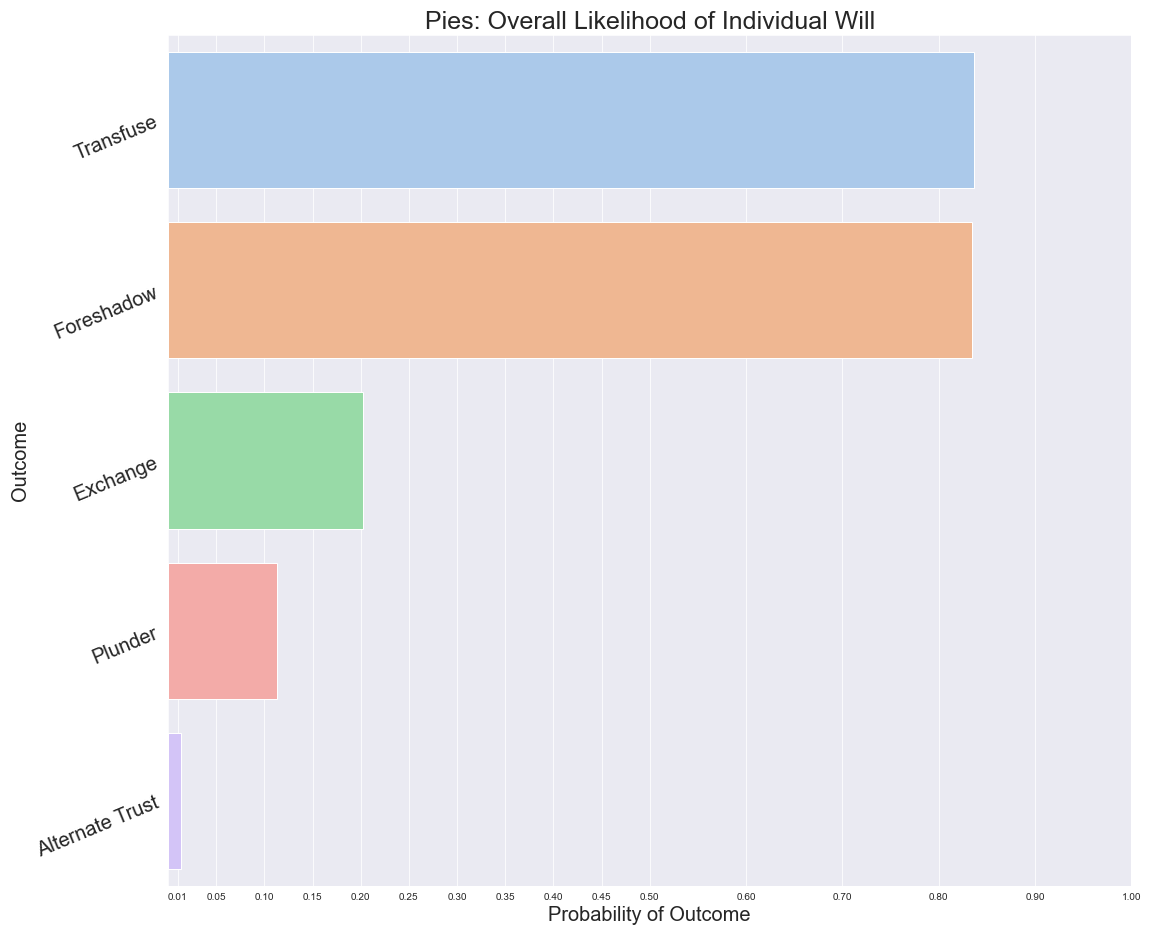 Pies: Overall Likelihood of Individual Will
Transfuse
Foreshadow
Exchange
Plunder
Alternate Trust
Outcome
0.01 0.05 0.10 0.15 0.20 0.25 0.30 0.35 0.40 0.45 0.50 0.60 0.70 0.80 0.90 1.00
Probability of Outcome